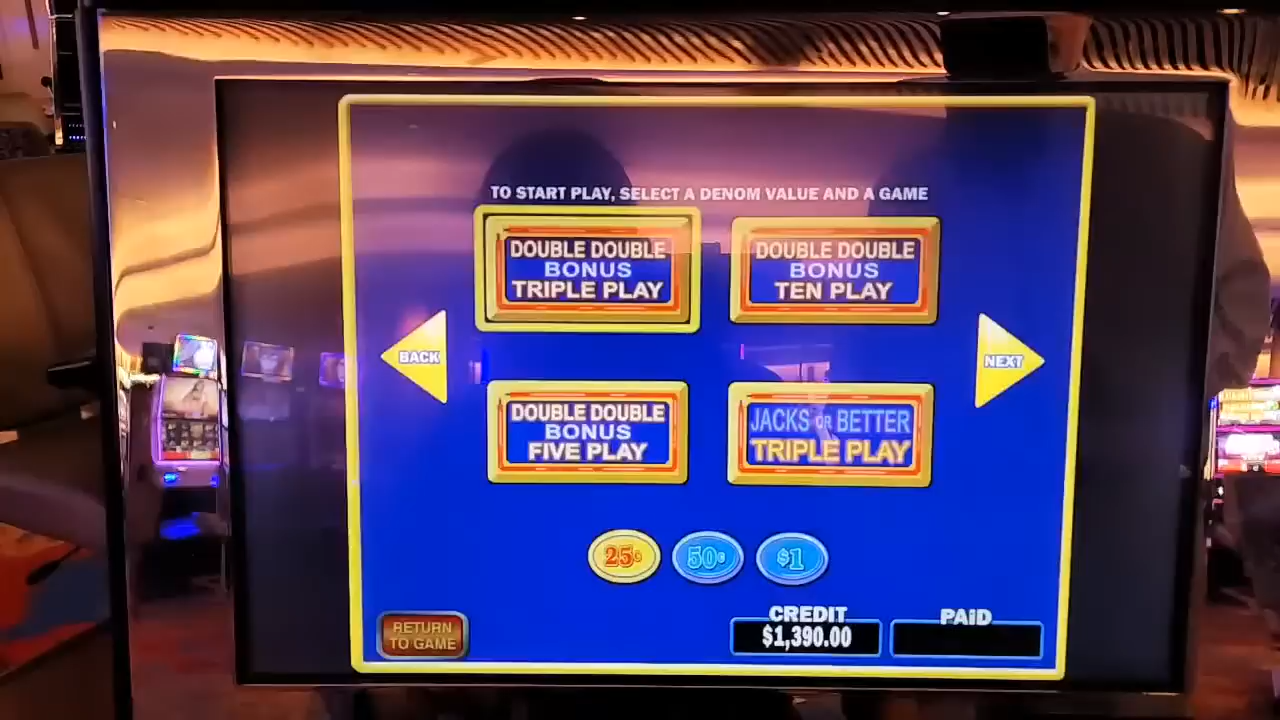 TO START PLAY, SELECT A DENOM VALUE AND A GAME
DOUBLE DOUBLE
BONUS
TRIPLE PLAY
DOUBLE DOUBLE
BONUS
TEN PLAY
BACK
NEXT
DOUBLE DOUBLE
BONUS
FIVE PLAY
JACKS OR BETTER
TRIPLE PLAY
25¢
50¢
$1
RETURN
TO GAME
CREDIT
$1,390.00
PAID